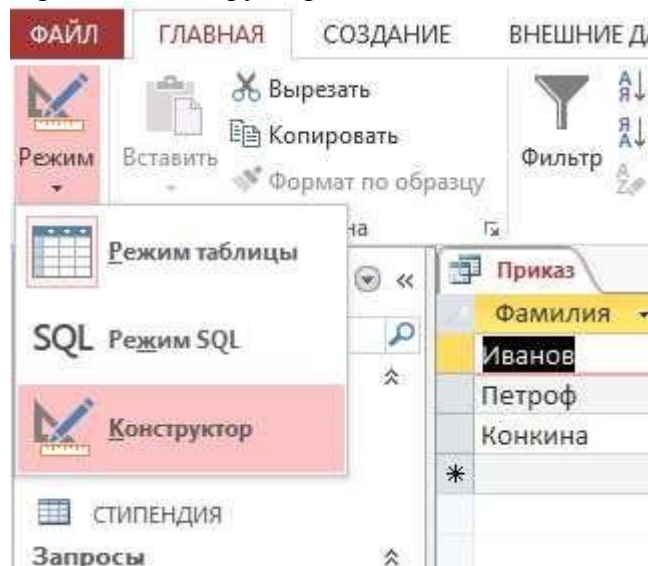 ФАЙЛ ГЛАВНАЯ СОЗДАНИЕ ВНЕШНИЕ
Режим
Вставить
Вырезать
Копировать
Формат по образцу
Фильтр
Режим таблицы
SQL Режим SQL
Конструктор
СТИПЕНДИЯ
Запросы
Приказ
Фамилия
Иванов
Петроф
Конкина